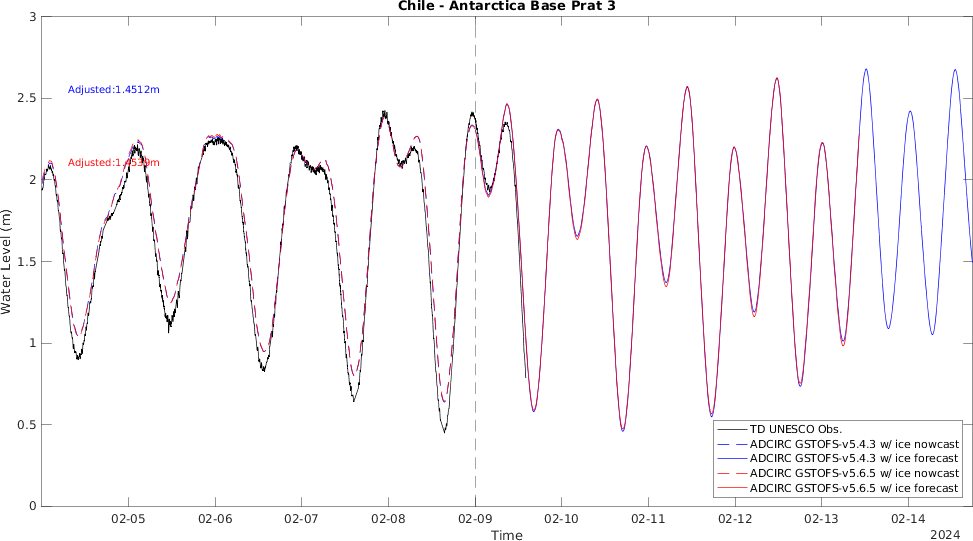 Chile - Antarctica Base Prat 3
3
2.5
2
1.5
1
0.5
0
Water Level (m)
Adjusted:1.4512m
Adjusted:1.4539m
TD UNESCO Obs.
ADCIRC GSTOFS-v5.4.3 w/ ice nowcast
ADCIRC GSTOFS-v5.4.3 w/ ice forecast
ADCIRC GSTOFS-v5.6.5 w/ ice nowcast
ADCIRC GSTOFS-v5.6.5 w/ ice forecast
02-05 02-06 02-07 02-08 02-09 02-10 02-11 02-12 02-13 02-14
Time
2024